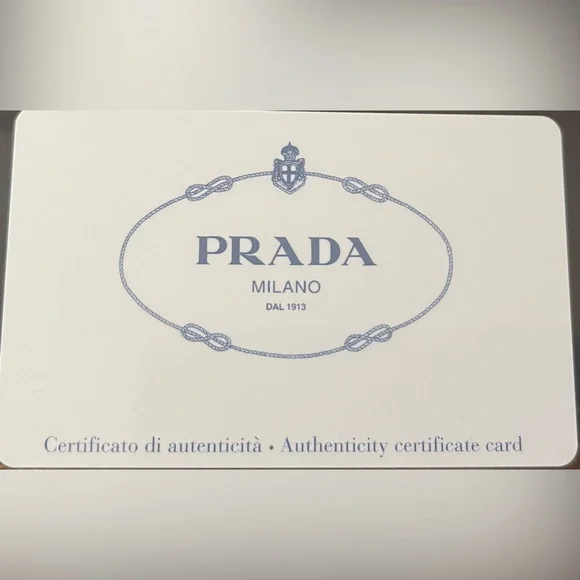 PRADA
MILANO
DAL 1913
Certificato di autenticità • Authenticity certificate card